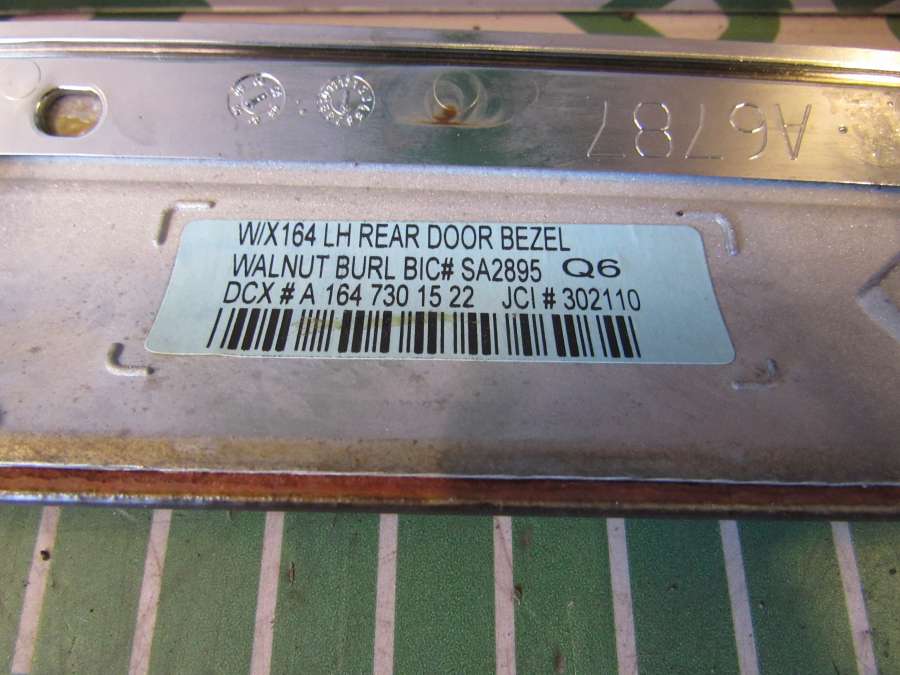 A6787
W/X164 LH REAR DOOR BEZEL
WALNUT BURL BIC# SA2895 Q6
DCX # A 164 730 15 22 JCI # 302110